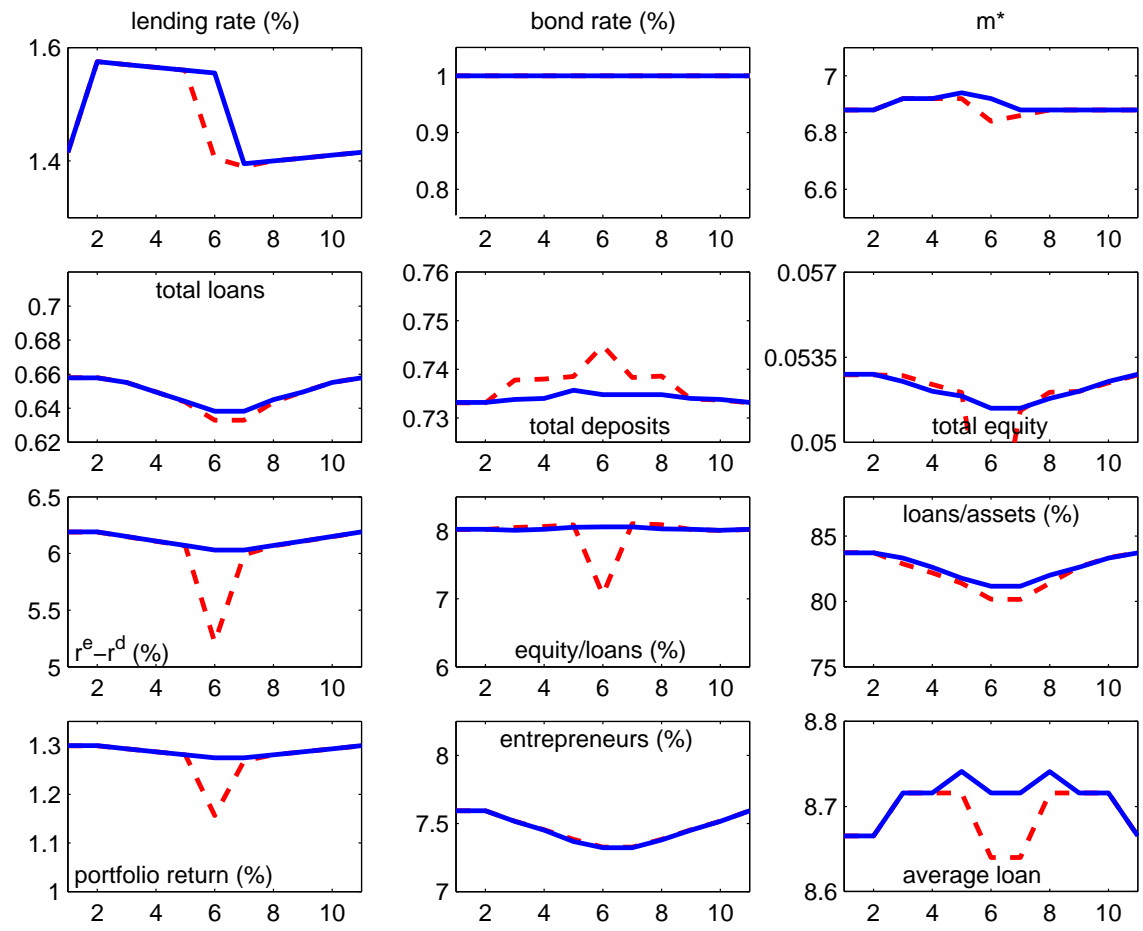 lending rate (%)
bond rate (%)
m*
1.6
1.4
2 4 6 8 10
1
0.9
0.8
2 4 6 8 10
7
6.8
6.6
2 4 6 8 10
total loans
0.7
0.68
0.66
0.64
0.62
2 4 6 8 10
0.76
0.75
0.74
0.73
total deposits
2 4 6 8 10
0.057
0.0535
0.05
total equity
2 4 6 8 10
6.5
6
5.5
5
r^e−r^d (%)
2 4 6 8 10
8
7
6
equity/loans (%)
2 4 6 8 10
loans/assets (%)
85
80
75
2 4 6 8 10
1.3
1.2
1.1
1
portfolio return (%)
2 4 6 8 10
entrepreneurs (%)
8
7.5
7
2 4 6 8 10
8.8
8.7
8.6
average loan
2 4 6 8 10